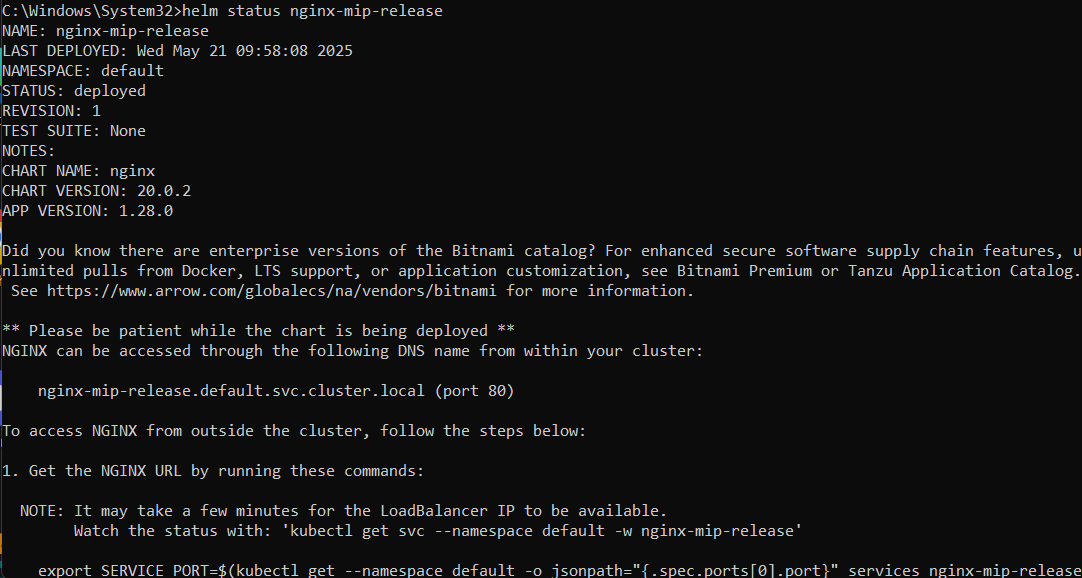 C:\Windows\System32>helm status nginx-mip-release
NAME: nginx-mip-release
LAST DEPLOYED: Wed May 21 09:58:08 2025
NAMESPACE: default
STATUS: deployed
REVISION: 1
TEST SUITE: None
NOTES:
CHART NAME: nginx
CHART VERSION: 20.0.2
APP VERSION: 1.28.0
Did you know there are enterprise versions of the Bitnami catalog? For enhanced secure software supply chain features, u
nlimited pulls from Docker, LTS support, or application customization, see Bitnami Premium or Tanzu Application Catalog.
See https://www.arrow.com/globalecs/na/vendors/bitnami for more information.
** Please be patient while the chart is being deployed **
NGINX can be accessed through the following DNS name from within your cluster:
nginx-mip-release.default.svc.cluster.local (port 80)
To access NGINX from outside the cluster, follow the steps below:
1. Get the NGINX URL by running these commands:
NOTE: It may take a few minutes for the LoadBalancer IP to be available.
Watch the status with: 'kubectl get svc --namespace default -w nginx-mip-release'
export SERVICE_PORT=$(kubectl get --namespace default -o jsonpath="{.spec.ports[0].port}" services nginx-mip-release